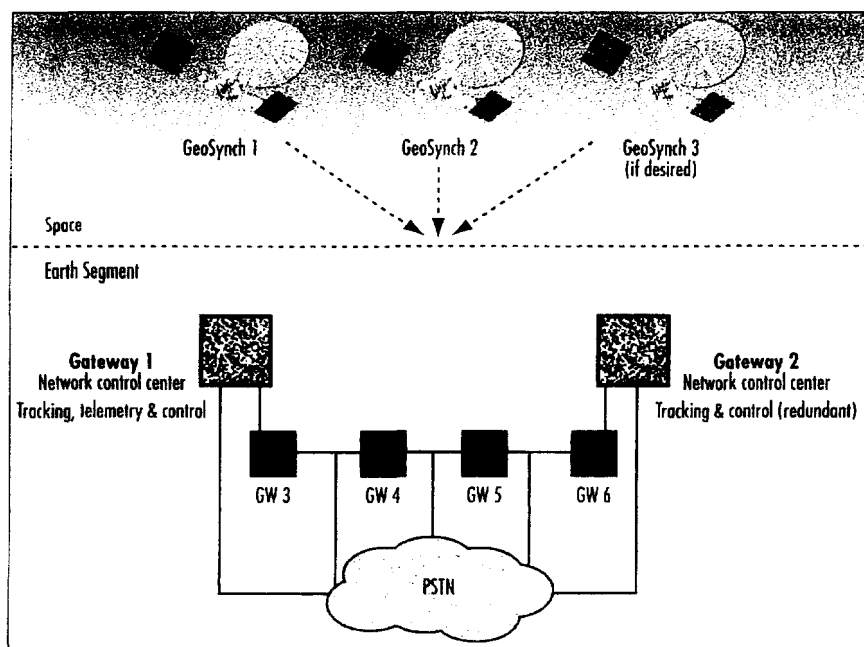 GeoSynch 1
GeoSynch 2
GeoSynch 3
(if desired)
Space
Earth Segment
Gateway 1
Network control center
Tracking, telemetry & control
Gateway 2
Network control center
Tracking & control (redundant)
GW 3
GW 4
GW 5
GW 6
PSTN